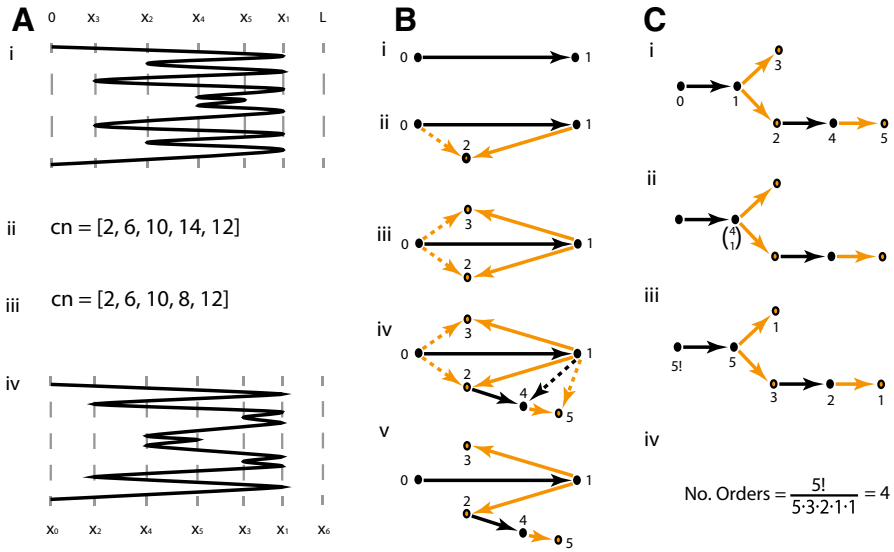 A
0 x₃ x₂ x₄ x₅ x₁ L
i
ii
cn = [2, 6, 10, 14, 12]
iii
cn = [2, 6, 10, 8, 12]
iv
x₀ x₂ x₄ x₅ x₃ x₁ x₆
B
i
0 1
ii
0 1
2
iii
3
0 1
2
iv
3
0 1
2
4
5
v
3
0 1
2
4
5
C
i
3
0 1
2 4 5
ii
(4
1)
iii
1
5! 5
3 2 1
iv
No. Orders = 5!/5·3·2·1·1 = 4